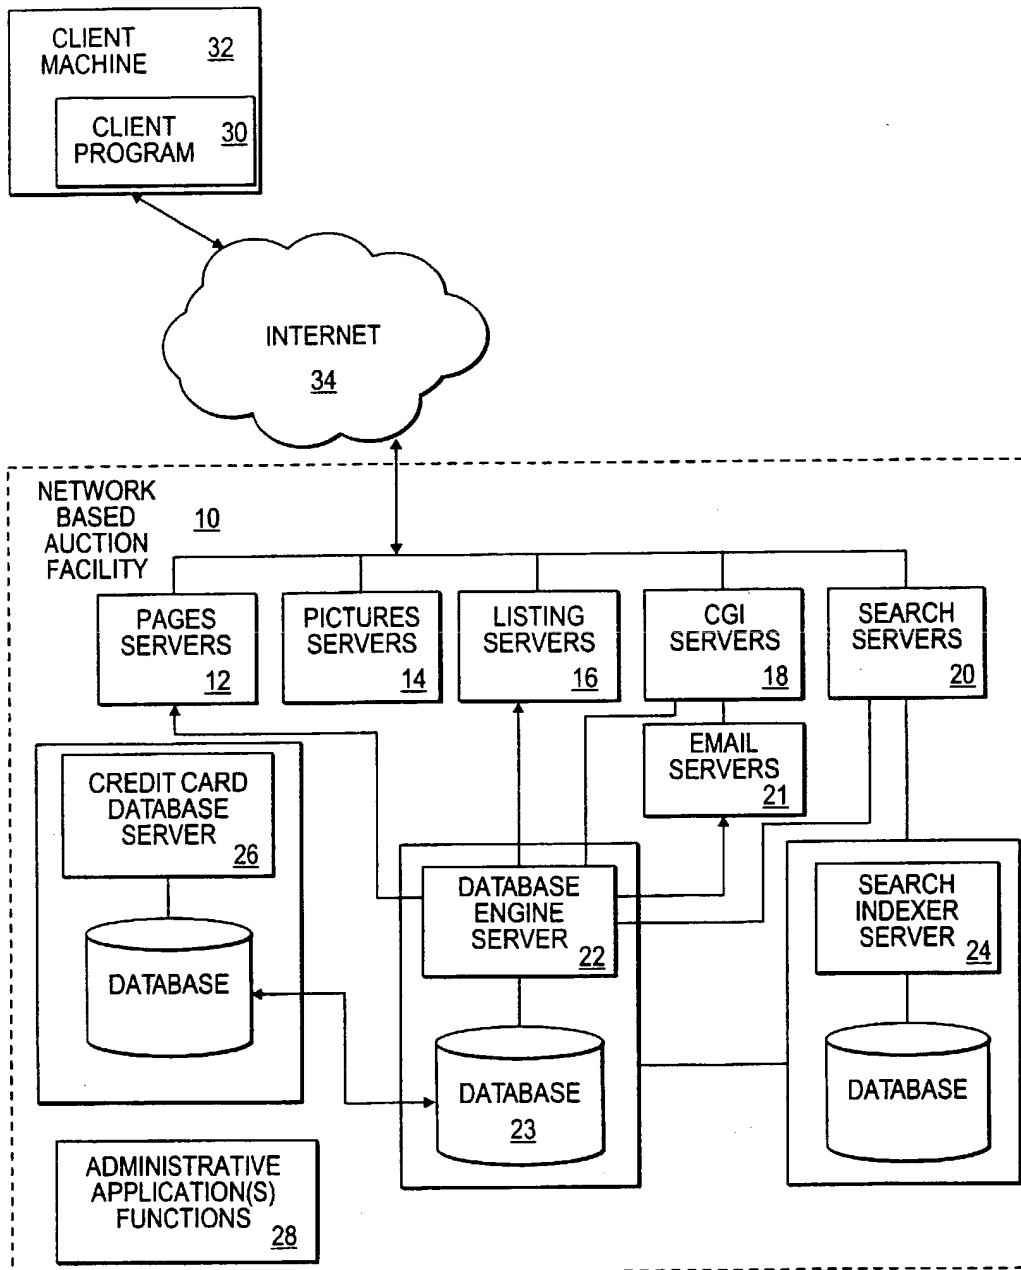 CLIENT
MACHINE
32
CLIENT
PROGRAM
30
INTERNET
34
NETWORK
BASED
AUCTION
FACILITY
10
PAGES
SERVERS
12
PICTURES
SERVERS
14
LISTING
SERVERS
16
CGI
SERVERS
18
SEARCH
SERVERS
20
EMAIL
SERVERS
21
CREDIT CARD
DATABASE
SERVER
26
DATABASE
DATABASE
ENGINE
SERVER
22
DATABASE
23
SEARCH
INDEXER
SERVER
24
DATABASE
ADMINISTRATIVE
APPLICATION(S)
FUNCTIONS
28